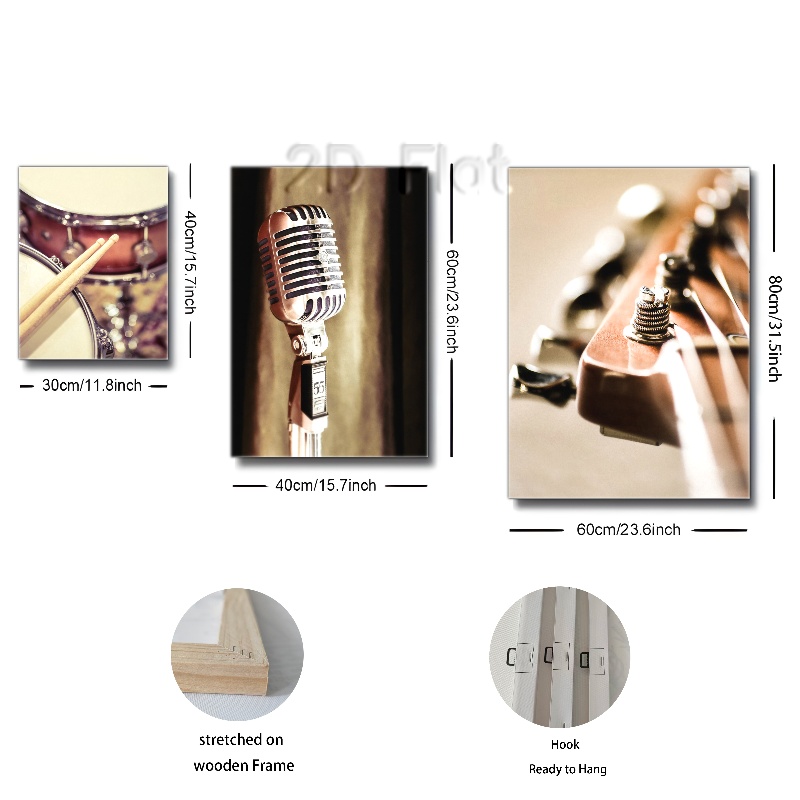 2D Flat
40cm/15.7inch
30cm/11.8inch
60cm/23.6inch
40cm/15.7inch
80cm/31.5inch
60cm/23.6inch
55
stretched on
wooden Frame
Hook
Ready to Hang